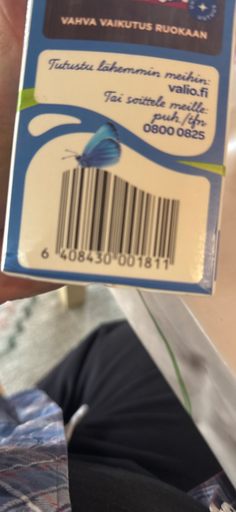 VAHVA VAIKUTUS RUOKAAN
Tutustu lähemmin meihin:
valio.fi
Tai soittele meille:
puh./tfn
0800 0825
6 408430 001811